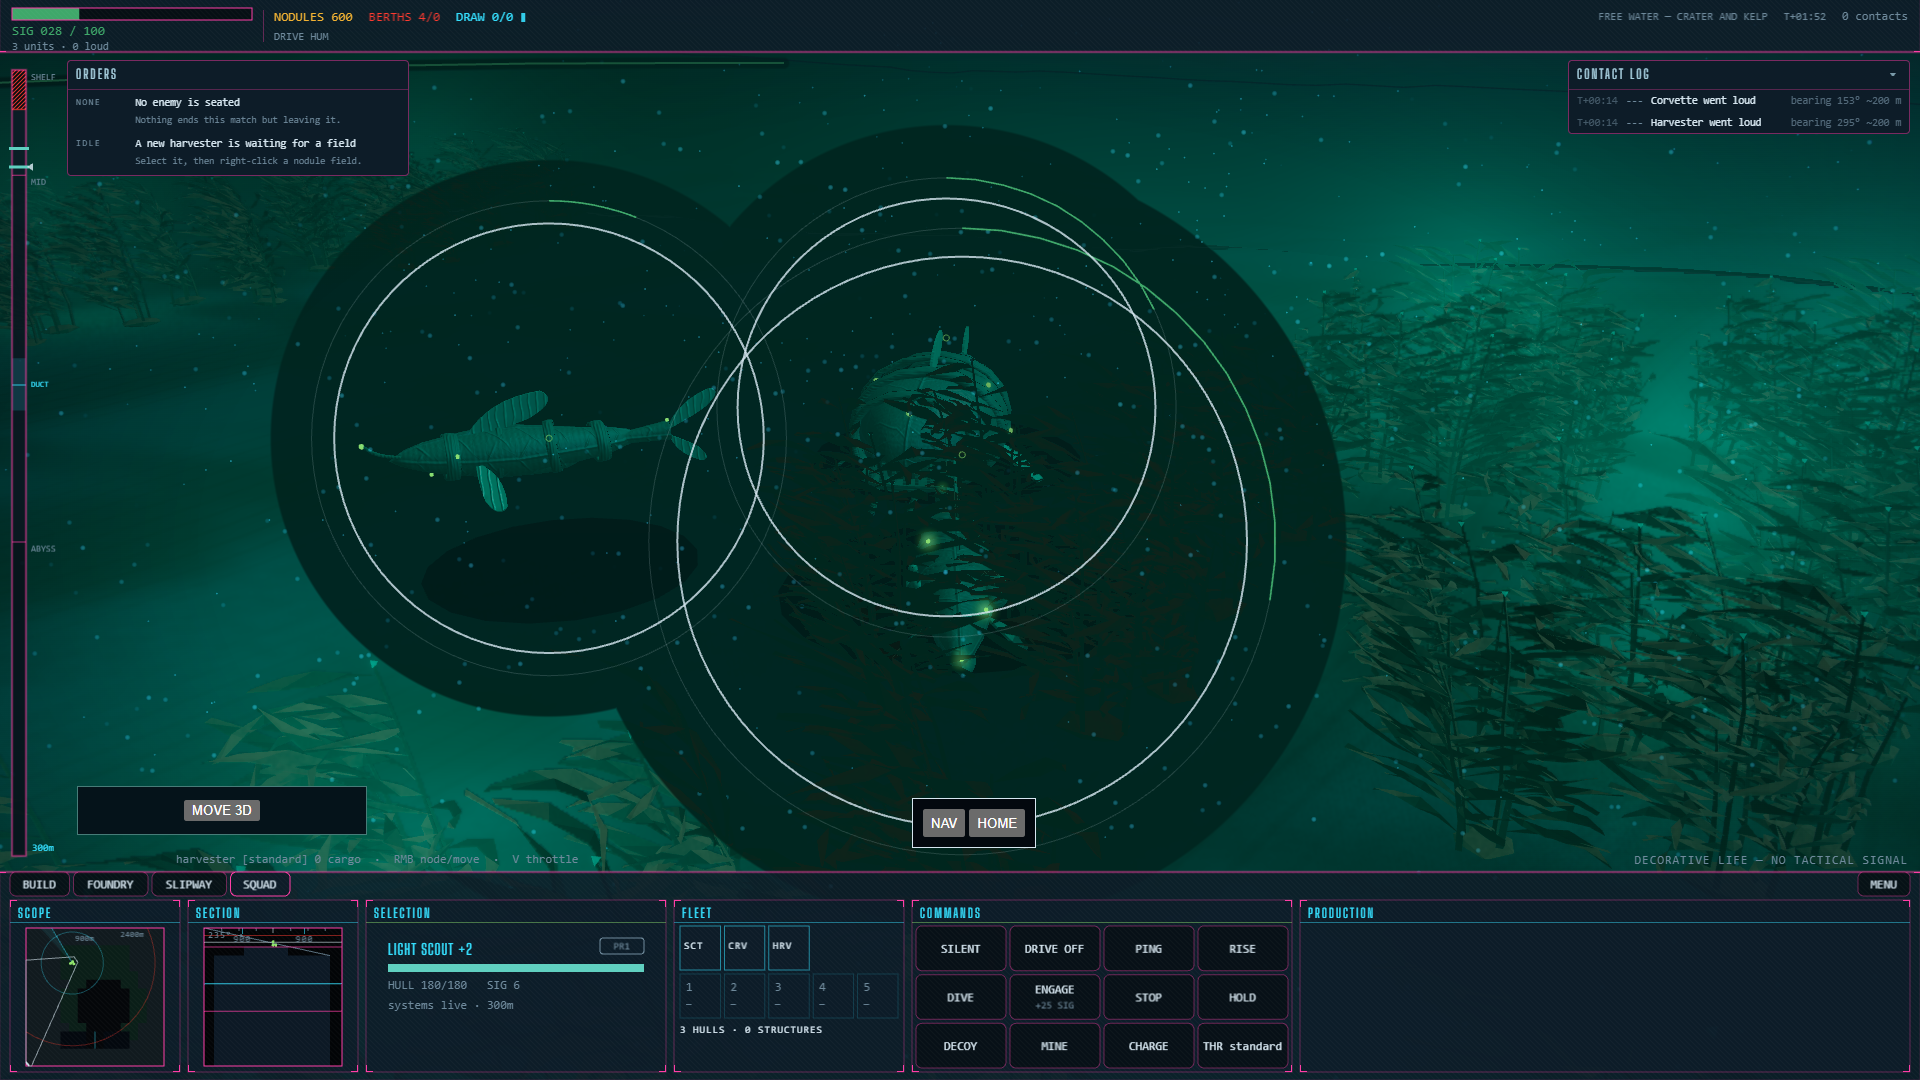 SIG 028 / 100
3 units · 0 loud
NODULES 600 BERTHS 4/0 DRAW 0/0
DRIVE HUM
FREE WATER — CRATER AND KELP T+01:52 0 contacts
SHELF
MID
DUCT
ABYSS
300m
ORDERS
NONE No enemy is seated
Nothing ends this match but leaving it.
IDLE A new harvester is waiting for a field
Select it, then right-click a nodule field.
CONTACT LOG
T+00:14 --- Corvette went loud bearing 153° ~200 m
T+00:14 --- Harvester went loud bearing 295° ~200 m
MOVE 3D
NAV HOME
harvester [standard] 0 cargo · RMB node/move · V throttle
DECORATIVE LIFE — NO TACTICAL SIGNAL
BUILD FOUNDRY SLIPWAY SQUAD
MENU
SCOPE
900m 2400m
SECTION
235°
900 900
SELECTION
LIGHT SCOUT +2 PR1
HULL 180/180 SIG 6
systems live · 300m
FLEET
SCT CRV HRV
1 2 3 4 5
— — — — —
3 HULLS · 0 STRUCTURES
COMMANDS
SILENT DRIVE OFF PING RISE
DIVE ENGAGE STOP HOLD
+25 SIG
DECOY MINE CHARGE THR standard
PRODUCTION